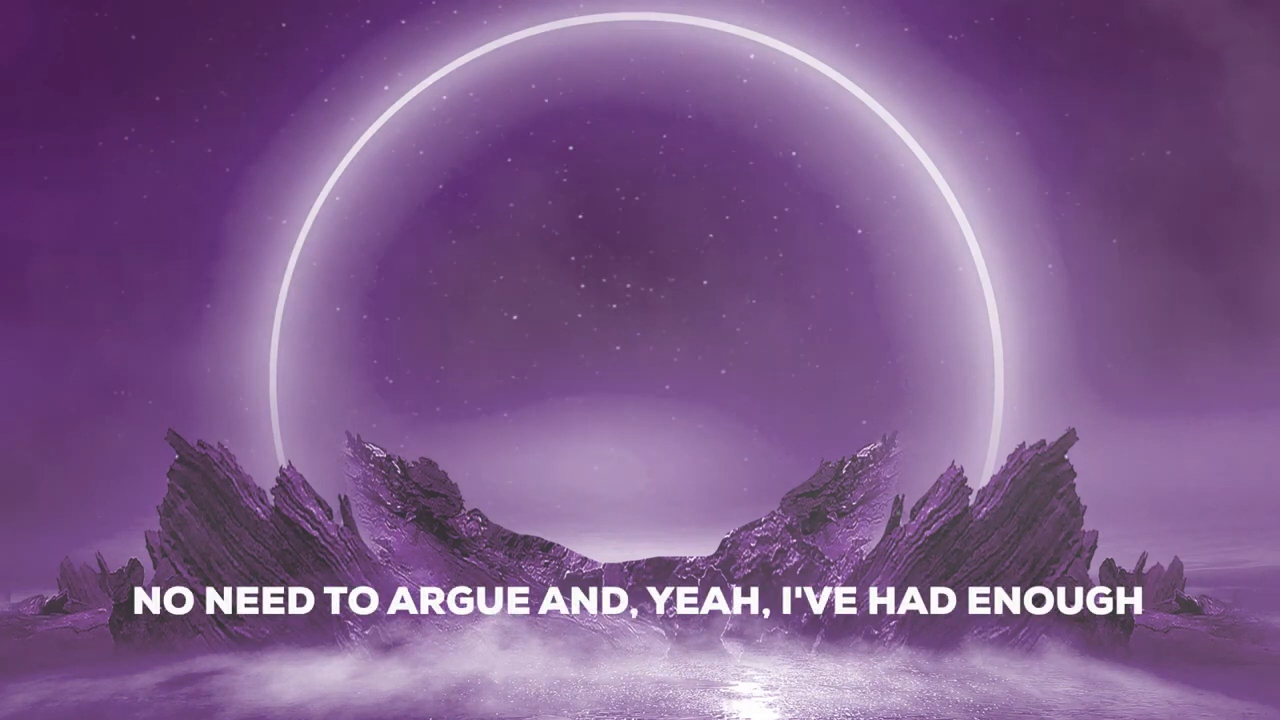 NO NEED TO ARGUE AND, YEAH, I'VE HAD ENOUGH